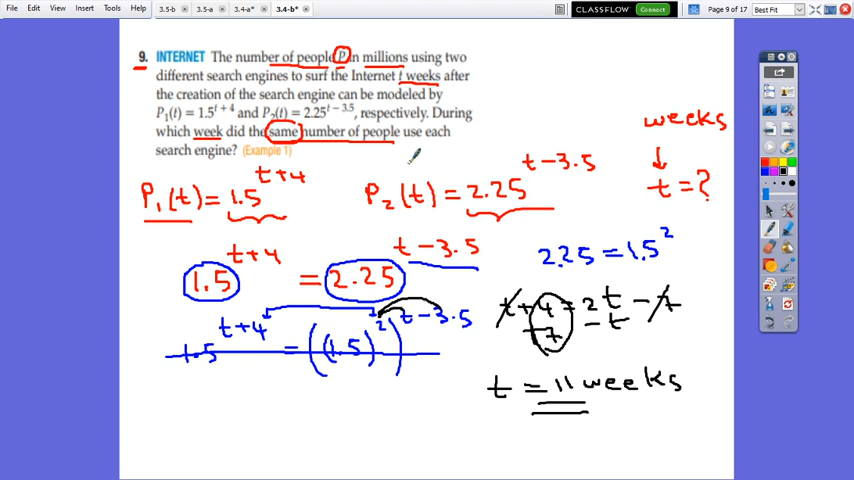 File Edit View Insert Tools Help
3.5-b × 3.5-a × 3.4-a* × 3.4-b* ×
CLASSFLOW Connect Page 9 of 17 Best Fit
9. INTERNET The number of people P in millions using two
different search engines to surf the Internet t weeks after
the creation of the search engine can be modeled by
P₁(t) = 1.5^{t + 4} and P₂(t) = 2.25^{t − 3.5}, respectively. During
which week did the same number of people use each
search engine? (Example 1)
weeks
t = ?
P₁(t) = 1.5^{t+4}
P₂(t) = 2.25^{t−3.5}
1.5^{t+4} = 2.25^{t−3.5}
2.25 = 1.5²
1.5^{t+4} = ((1.5)²)^{t−3.5}
t + 4 = 2t − 7
−7 − t
t = 11 weeks